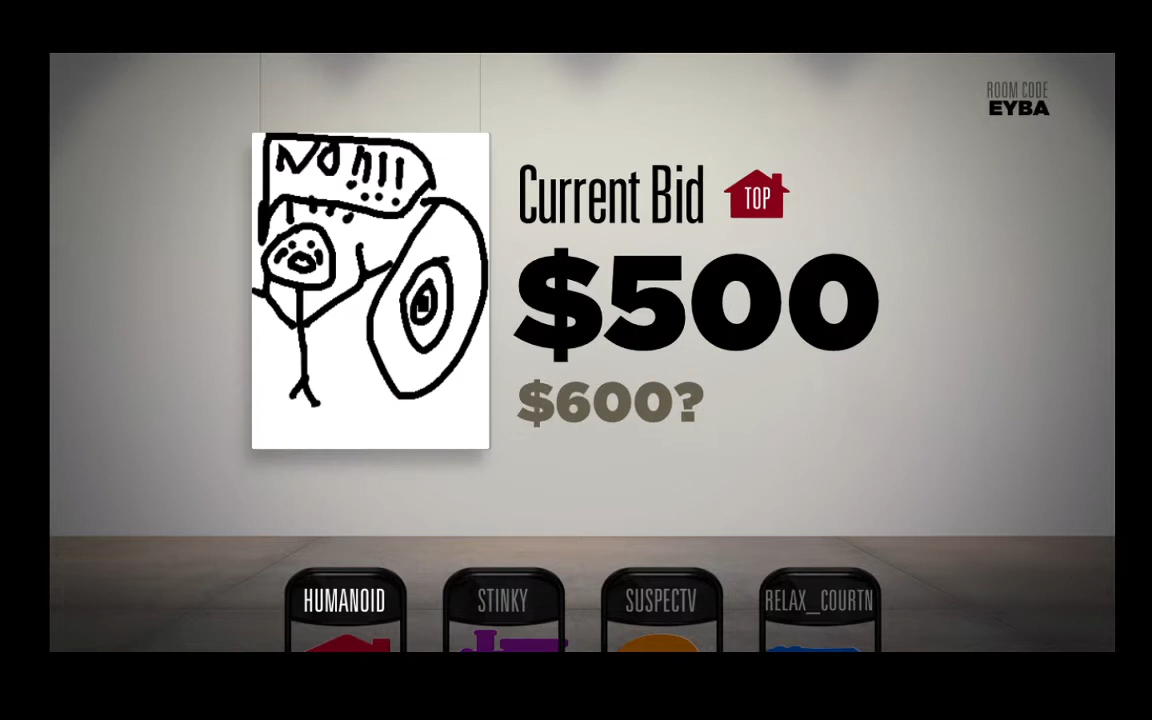 ROOM CODE
EYBA
NO !!!!
Current Bid
TOP
$500
$600?
HUMANOID
STINKY
SUSPECTV
RELAX_COURTN